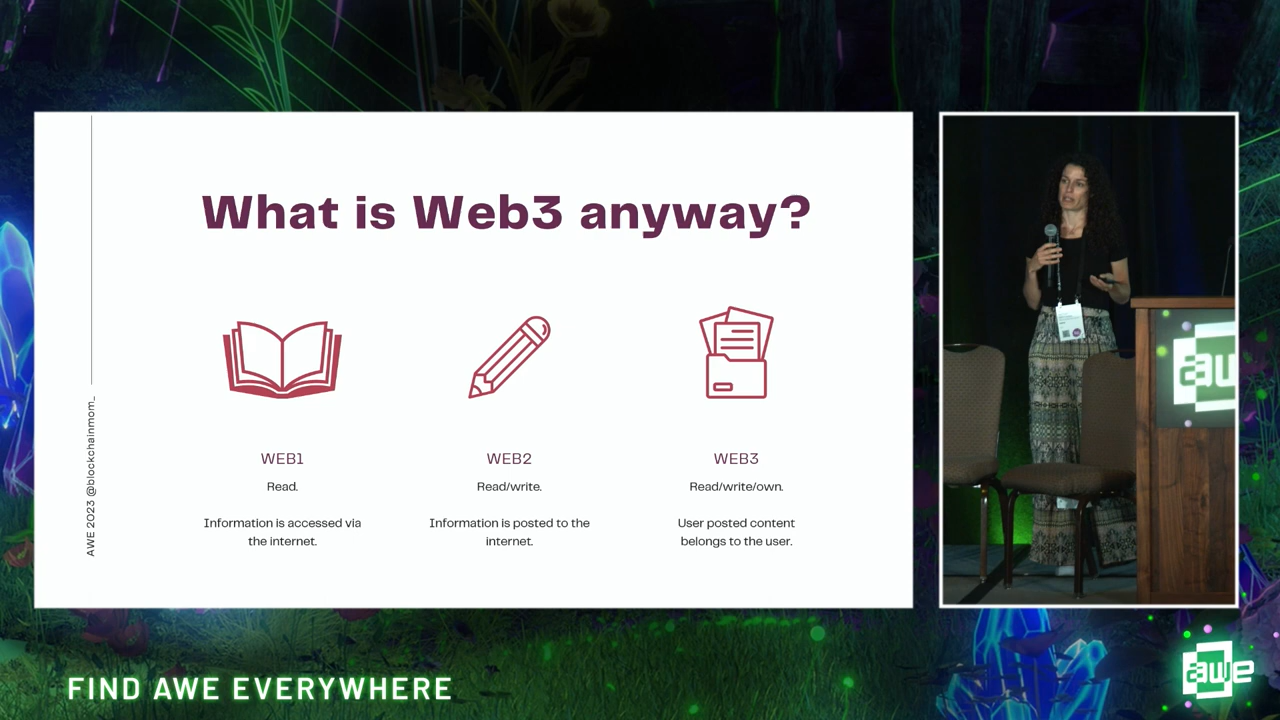 What is Web3 anyway?
WEB1
Read.
Information is accessed via
the internet.
WEB2
Read/write.
Information is posted to the
internet.
WEB3
Read/write/own.
User posted content
belongs to the user.
AWE 2023 @blockchainmom_
awe
FIND AWE EVERYWHERE
awe